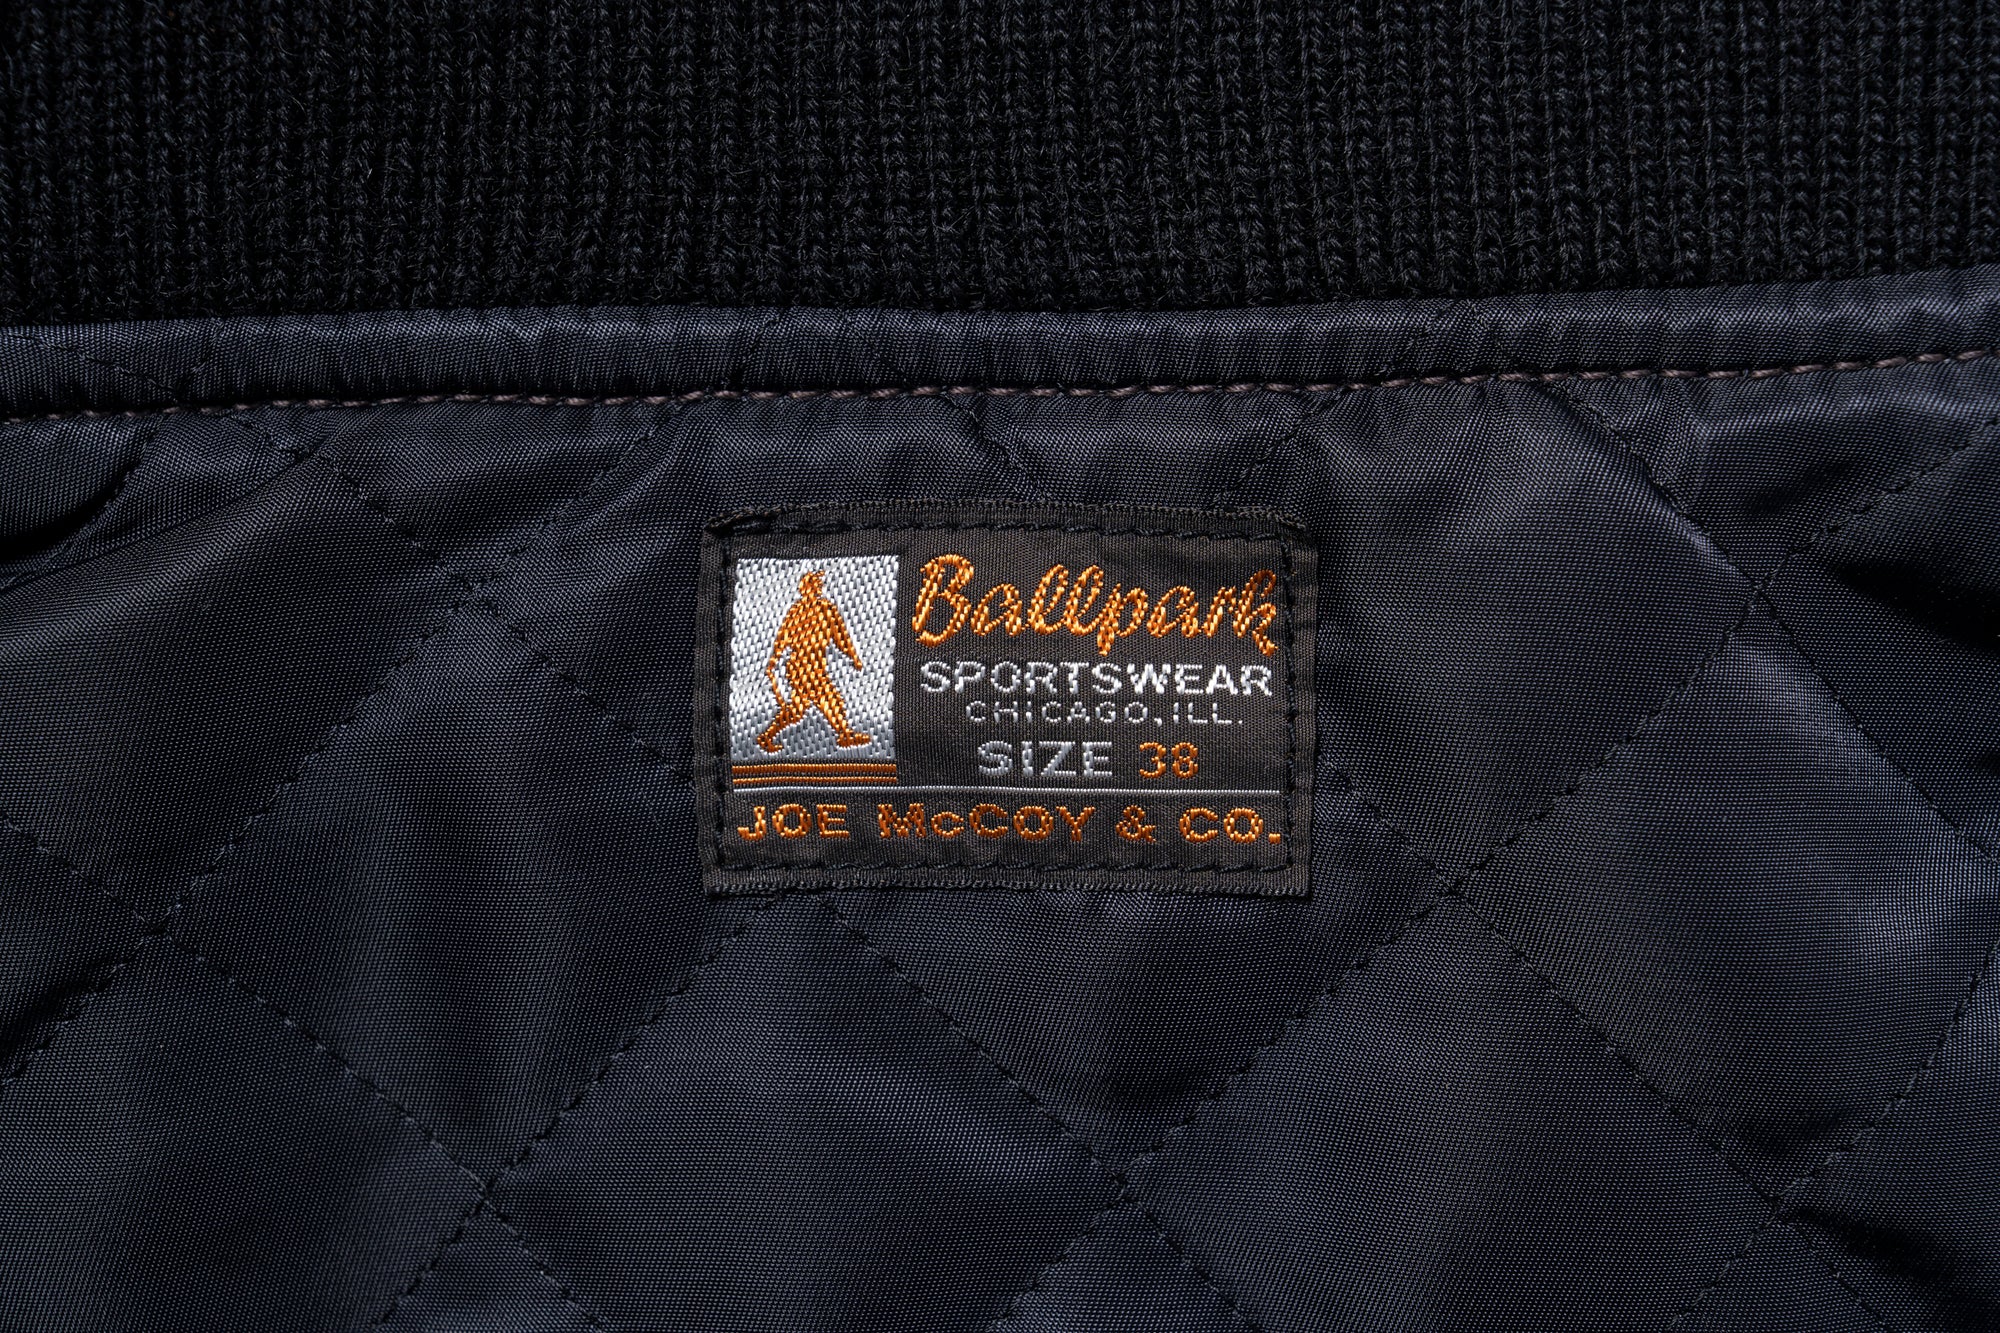 Ballpark
SPORTSWEAR
CHICAGO, ILL.
SIZE 38
JOE McCOY & CO.